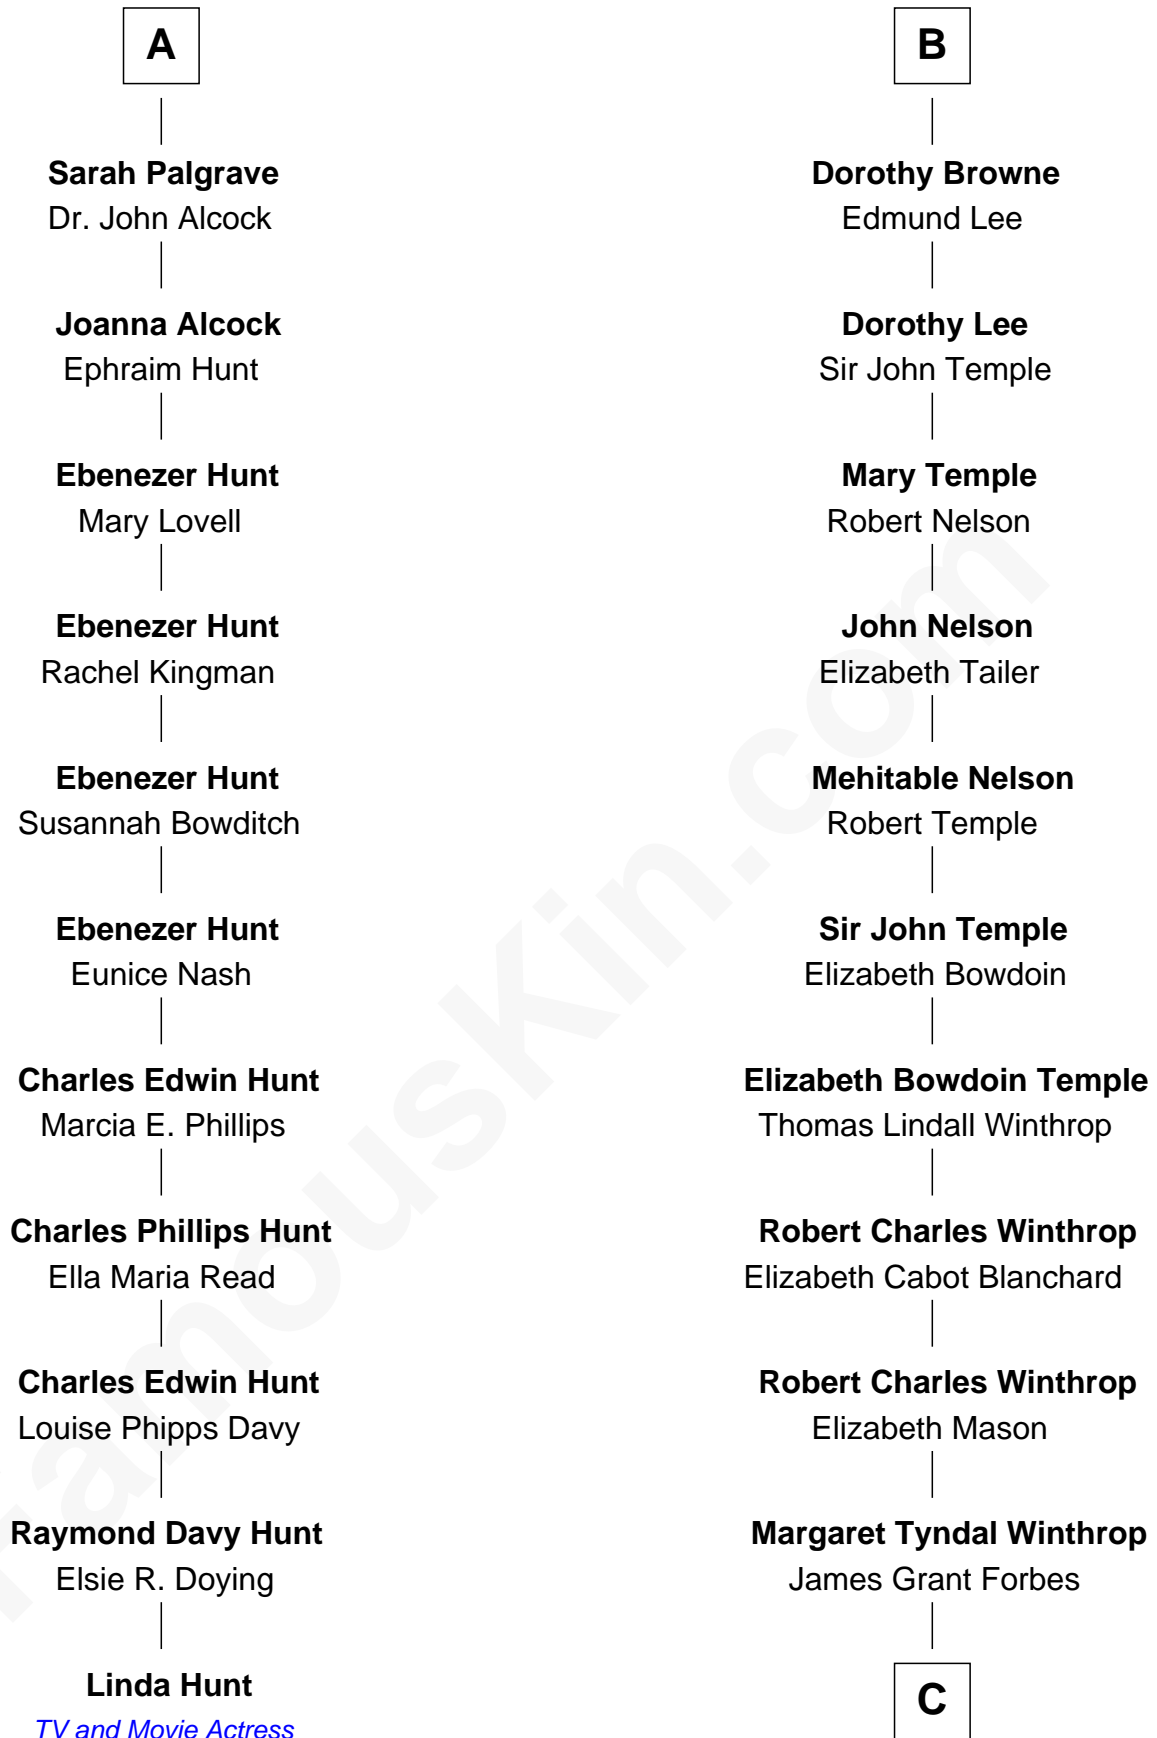 A
Sarah Palgrave
Dr. John Alcock
Joanna Alcock
Ephraim Hunt
Ebenezer Hunt
Mary Lovell
Ebenezer Hunt
Rachel Kingman
Ebenezer Hunt
Susannah Bowditch
Ebenezer Hunt
Eunice Nash
Charles Edwin Hunt
Marcia E. Phillips
Charles Phillips Hunt
Ella Maria Read
Charles Edwin Hunt
Louise Phipps Davy
Raymond Davy Hunt
Elsie R. Doying
Linda Hunt
TV and Movie Actress
B
Dorothy Browne
Edmund Lee
Dorothy Lee
Sir John Temple
Mary Temple
Robert Nelson
John Nelson
Elizabeth Tailer
Mehitable Nelson
Robert Temple
Sir John Temple
Elizabeth Bowdoin
Elizabeth Bowdoin Temple
Thomas Lindall Winthrop
Robert Charles Winthrop
Elizabeth Cabot Blanchard
Robert Charles Winthrop
Elizabeth Mason
Margaret Tyndal Winthrop
James Grant Forbes
C
FamousKin.com